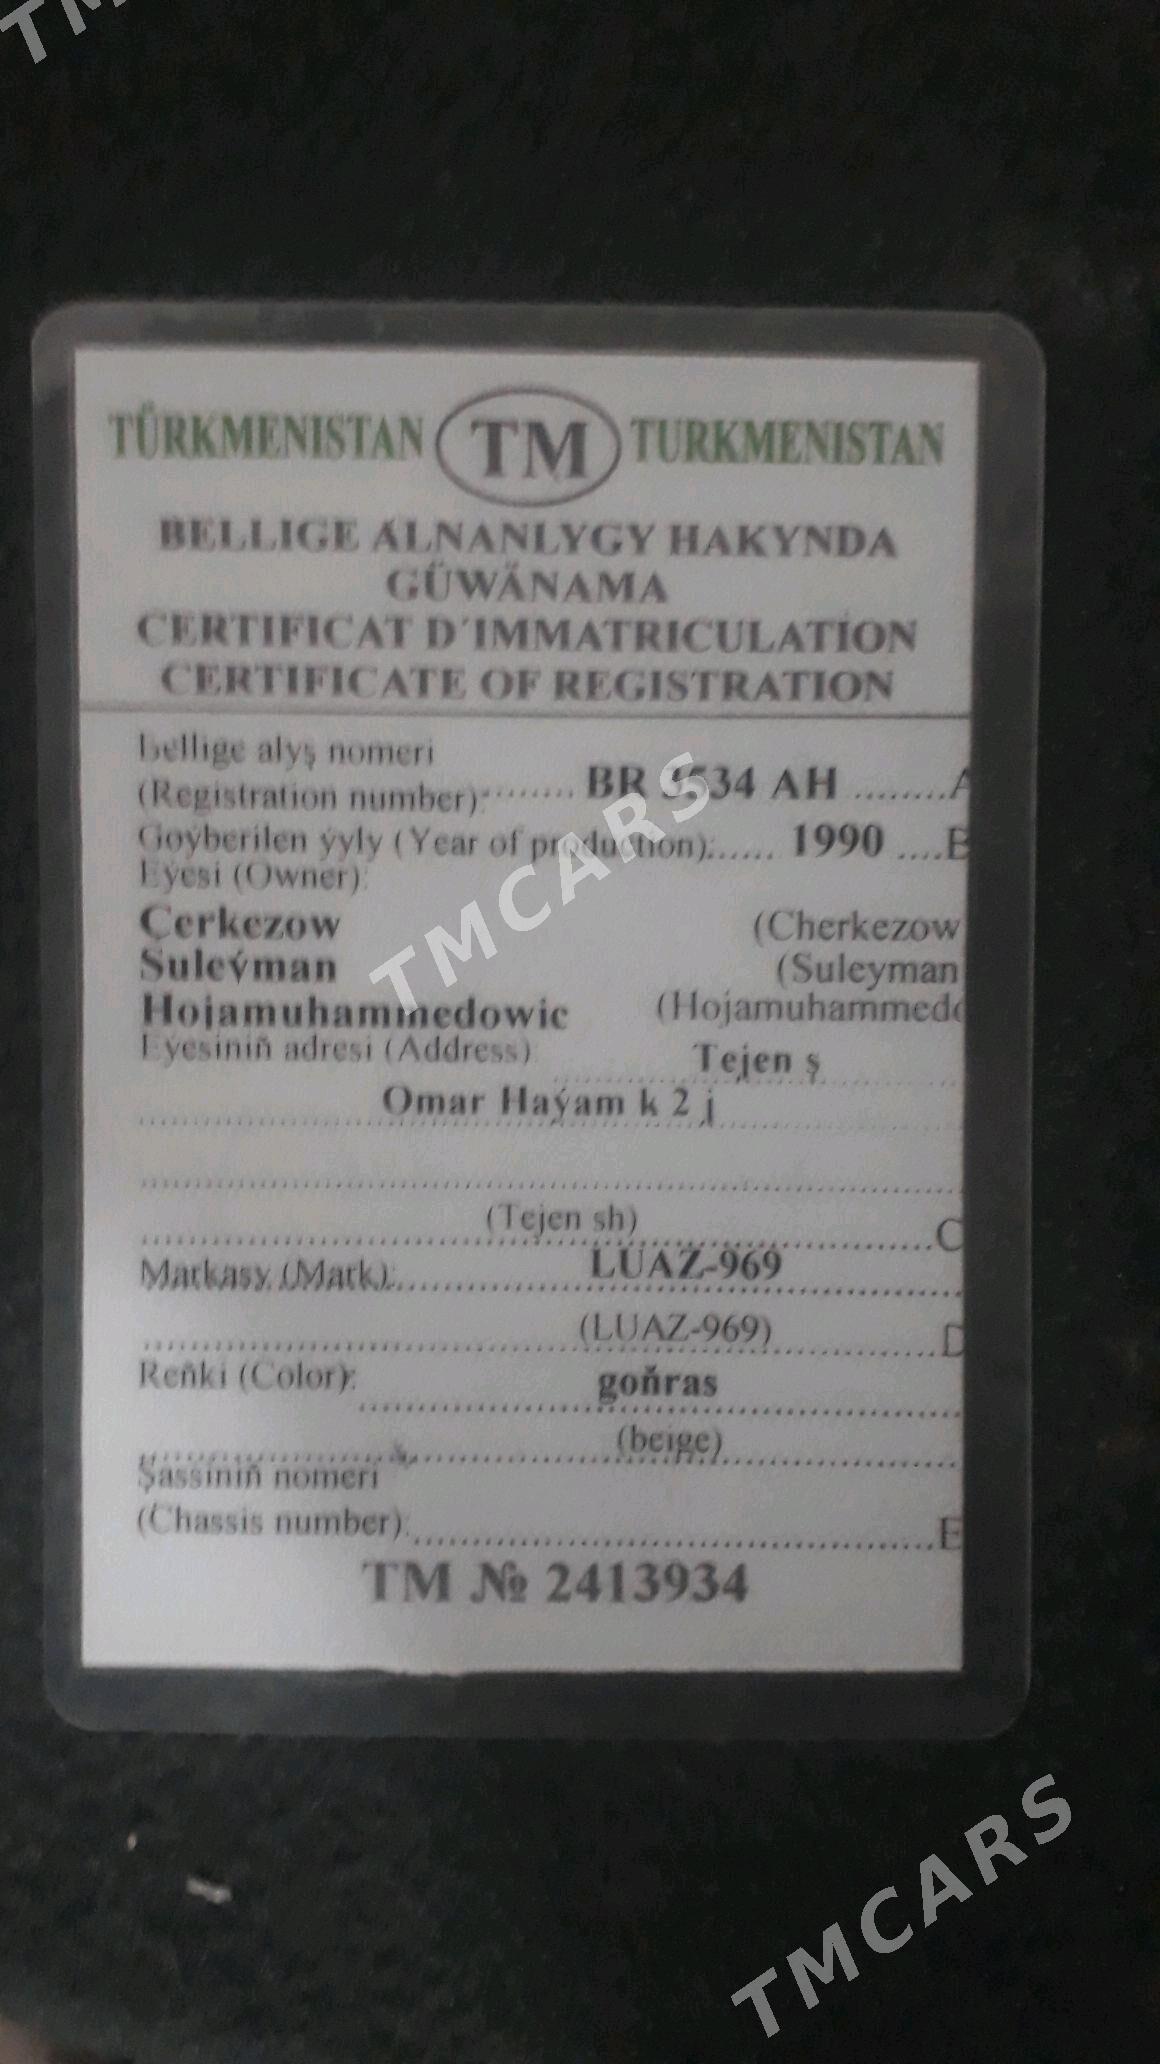 TM
TÜRKMENISTAN TM TURKMENISTAN
BELLIGE ALNANLYGY HAKYNDA
GÜWÄNAMA
CERTIFICAT D'IMMATRICULATION
CERTIFICATE OF REGISTRATION
Bellige alyş nomeri
(Registration number):........ BR 534 AH ........A
Goýberilen ýyly (Year of production):...... 1990 ....B
Eýesi (Owner):
Çerkezow (Cherkezow
Suleýman (Suleyman
Hojamuhammedowiç (Hojamuhammedo
Eýesiniň adresi (Address) Tejen ş
Omar Haýam k 2 j
(Tejen sh) C
Markasy (Mark): LUAZ-969
(LUAZ-969) D
Reňki (Color): goňras
(beige)
Şassiniň nomeri
(Chassis number): E
TM № 2413934
TMCARS
TMCARS